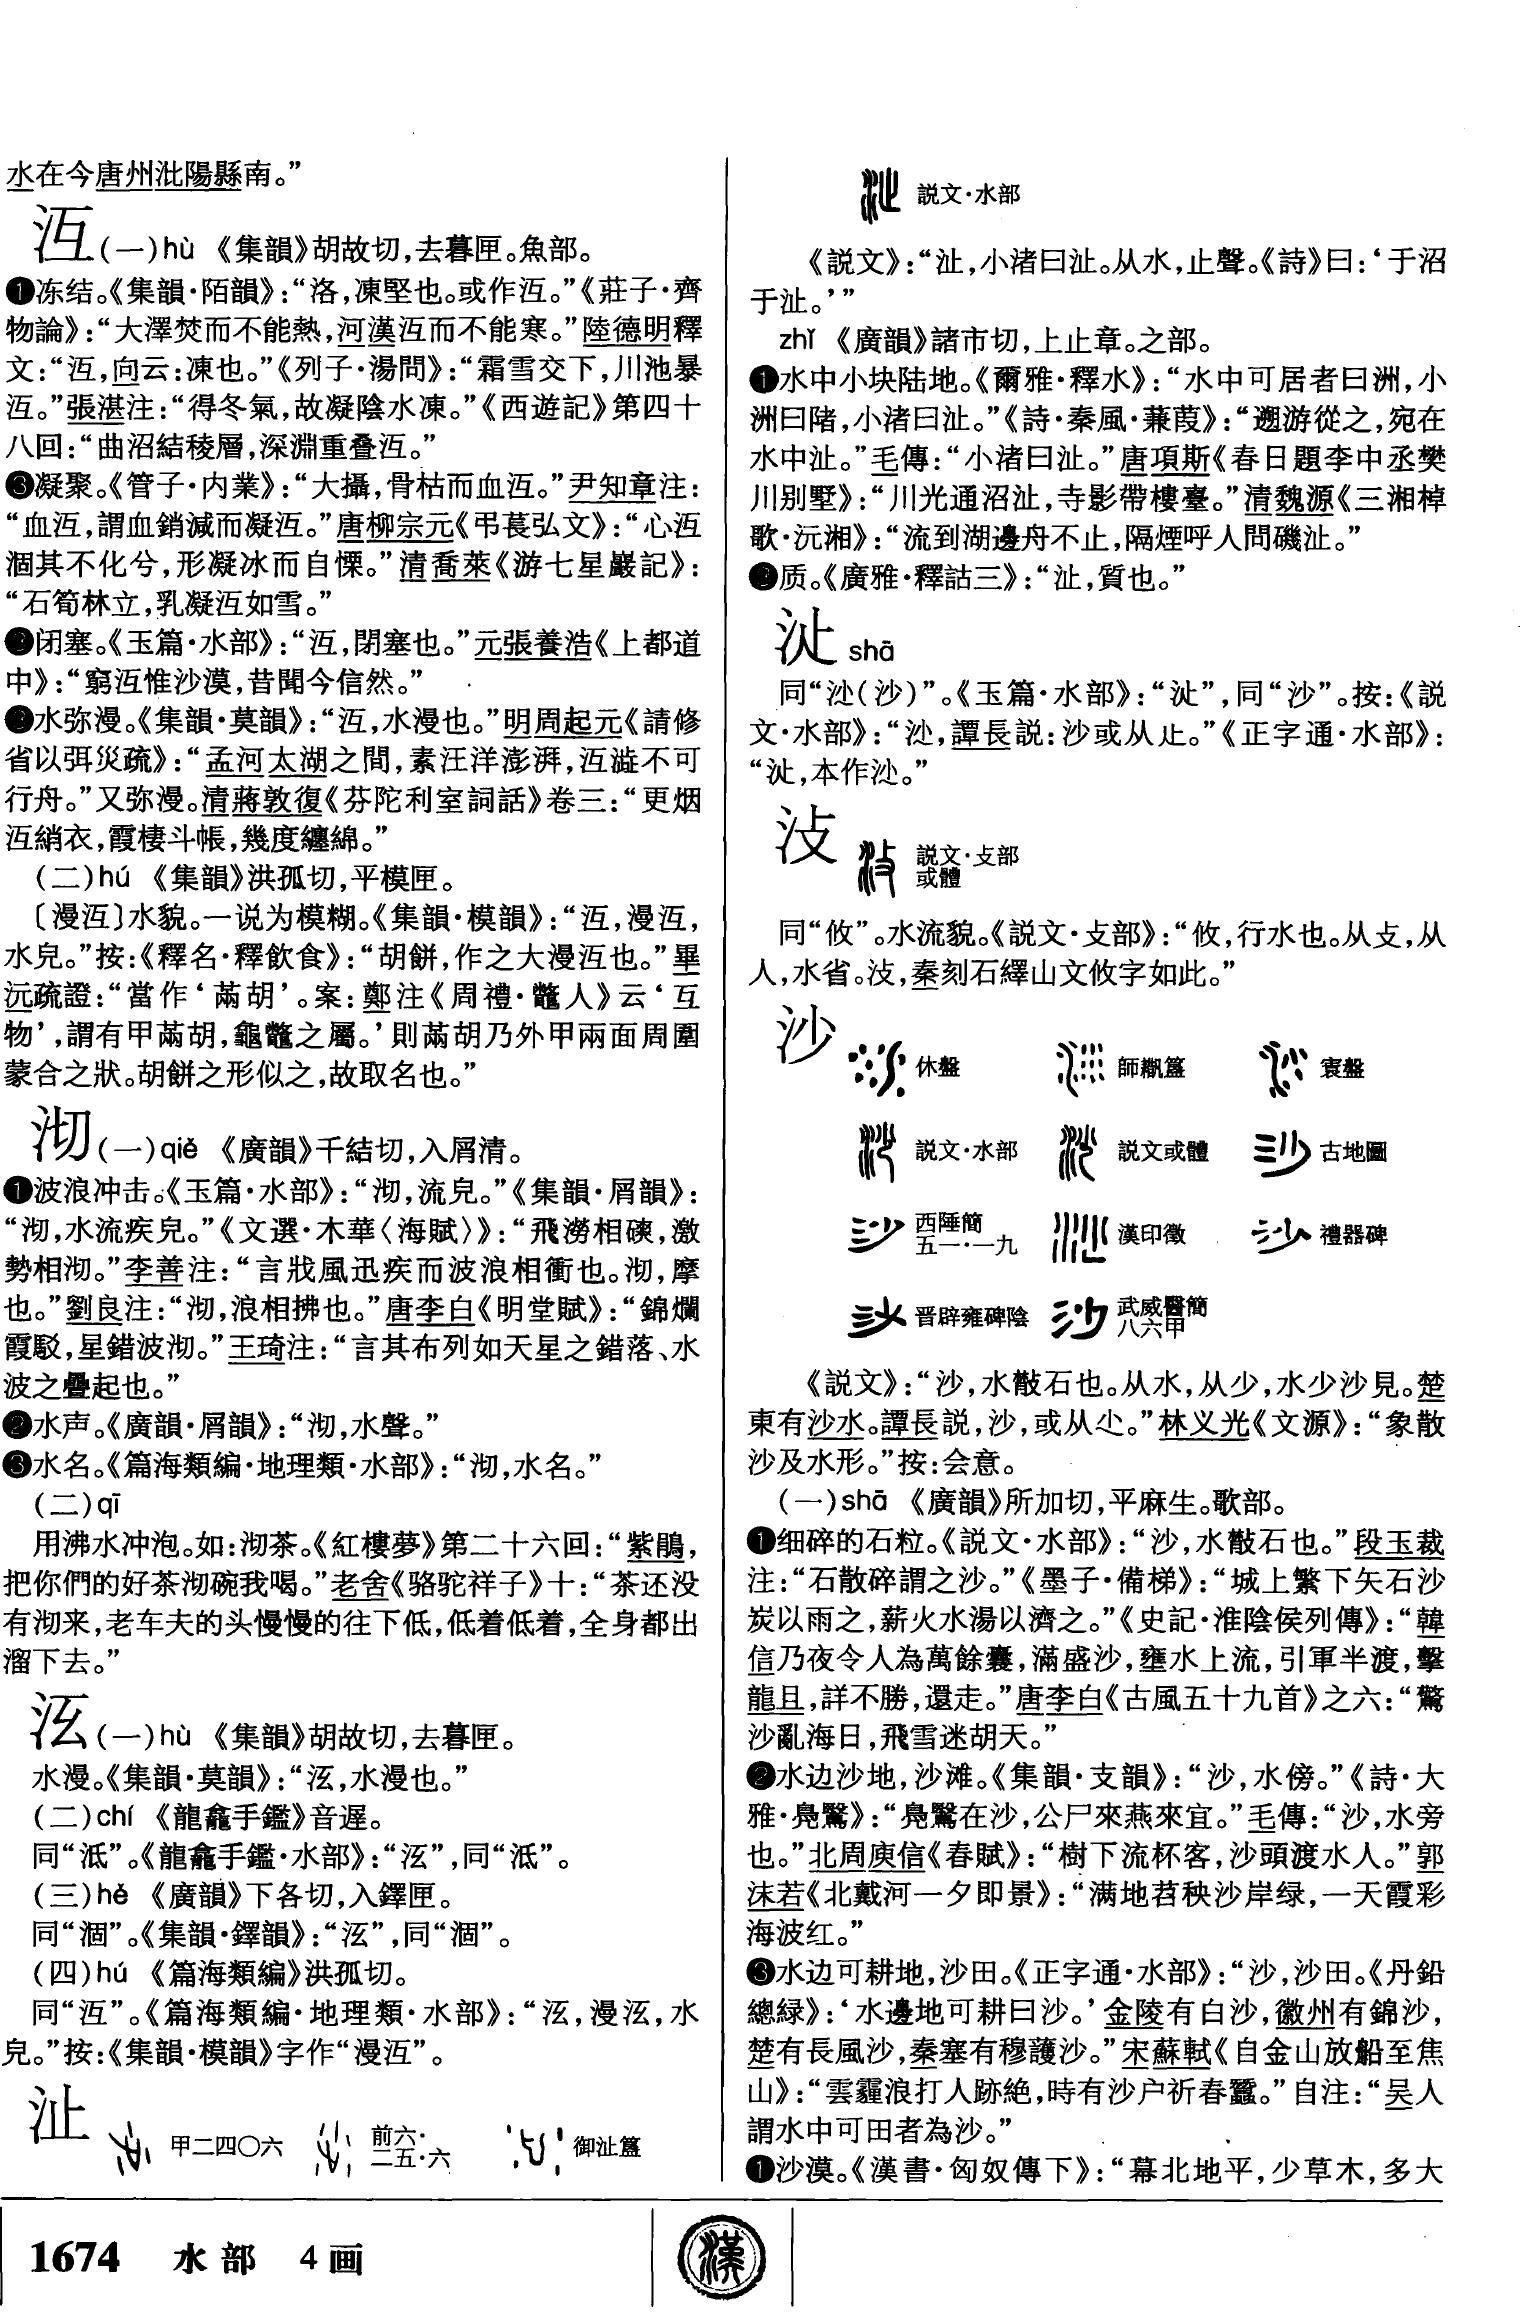 水在今唐州沘陽縣南。”
沍(一)hù 《集韻》胡故切，去暮匣。魚部。
❶冻结。《集韻·陌韻》：“洛，凍堅也。或作沍。”《莊子·齊
物論》：“大澤焚而不能熱，河漢沍而不能寒。”陸德明釋
文：“沍，向云：凍也。”《列子·湯問》：“霜雪交下，川池暴
沍。”張湛注：“得冬氣，故凝陰水凍。”《西遊記》第四十
八回：“曲沼結稜層，深淵重叠沍。”
❸凝聚。《管子·内業》：“大攝，骨枯而血沍。”尹知章注：
“血沍，謂血銷減而凝沍。”唐柳宗元《弔萇弘文》：“心沍
涸其不化兮，形凝冰而自慄。”清喬萊《游七星巖記》：
“石筍林立，乳凝沍如雪。”
❷闭塞。《玉篇·水部》：“沍，閉塞也。”元張養浩《上都道
中》：“窮沍惟沙漠，昔聞今信然。”
❷水弥漫。《集韻·莫韻》：“沍，水漫也。”明周起元《請修
省以弭災疏》：“孟河太湖之間，素汪洋澎湃，沍澁不可
行舟。”又弥漫。清蔣敦復《芬陀利室詞話》卷三：“更烟
沍綃衣，霞棲斗帳，幾度纏綿。”
(二)hú 《集韻》洪孤切，平模匣。
〔漫沍〕水貌。一说为模糊。《集韻·模韻》：“沍，漫沍，
水皃。”按：《釋名·釋飲食》：“胡餅，作之大漫沍也。”畢
沅疏證：“當作‘㒼胡’。案：鄭注《周禮·鼈人》云‘互
物’，謂有甲㒼胡，龜鼈之屬。’則㒼胡乃外甲兩面周圍
蒙合之狀。胡餅之形似之，故取名也。”
沏(一)qiè 《廣韻》千結切，入屑清。
❶波浪冲击。《玉篇·水部》：“沏，流皃。”《集韻·屑韻》：
“沏，水流疾皃。”《文選·木華〈海賦〉》：“飛澇相磢，激
勢相沏。”李善注：“言戕風迅疾而波浪相衝也。沏，摩
也。”劉良注：“沏，浪相拂也。”唐李白《明堂賦》：“錦爛
霞駁，星錯波沏。”王琦注：“言其布列如天星之錯落、水
波之疊起也。”
❷水声。《廣韻·屑韻》：“沏，水聲。”
❸水名。《篇海類編·地理類·水部》：“沏，水名。”
(二)qī
用沸水冲泡。如：沏茶。《紅樓夢》第二十六回：“紫鵑，
把你們的好茶沏碗我喝。”老舍《骆驼祥子》十：“茶还没
有沏来，老车夫的头慢慢的往下低，低着低着，全身都出
溜下去。”
泫(一)hù 《集韻》胡故切，去暮匣。
水漫。《集韻·莫韻》：“，水漫也。”
(二)chí 《龍龕手鑑》音遲。
同“泜”。《龍龕手鑑·水部》：“”，同“泜”。
(三)hè 《廣韻》下各切，入鐸匣。
同“涸”。《集韻·鐸韻》：“”，同“涸”。
(四)hú 《篇海類編》洪孤切。
同“沍”。《篇海類編·地理類·水部》：“，漫，水
皃。”按：《集韻·模韻》字作“漫沍”。
沚 甲二四〇六 前六·二五·六 御沚簋
1674 水部 4画
漢
説文·水部
《説文》：“沚，小渚曰沚。从水，止聲。《詩》曰：‘于沼
于沚。’”
zhǐ 《廣韻》諸市切，上止章。之部。
❶水中小块陆地。《爾雅·釋水》：“水中可居者曰洲，小
洲曰陼，小渚曰沚。”《詩·秦風·蒹葭》：“遡游從之，宛在
水中沚。”毛傳：“小渚曰沚。”唐項斯《春日題李中丞樊
川別墅》：“川光通沼沚，寺影帶樓臺。”清魏源《三湘棹
歌·沅湘》：“流到湖邊舟不止，隔煙呼人問磯沚。”
❷质。《廣雅·釋詁三》：“沚，質也。”
shā
同“(沙)”。《玉篇·水部》：“”，同“沙”。按：《説
文·水部》：“，譚長説：沙或从。”《正字通·水部》：
“，本作。”
汥 説文·攴部
或體
同“攸”。水流貌。《説文·攴部》：“攸，行水也。从攴，从
人，水省。汥，秦刻石繹山文攸字如此。”
沙 休盤 師簋 寰盤
説文·水部 説文或體 古地圖
西陲簡
五一·一九 漢印徵 禮器碑
晋辟雍碑陰 武威醫簡
八六甲
《説文》：“沙，水散石也。从水，从少，水少沙見。楚
東有沙水。譚長説，沙，或从尐。”林义光《文源》：“象散
沙及水形。”按：会意。
(一)shā 《廣韻》所加切，平麻生。歌部。
❶细碎的石粒。《説文·水部》：“沙，水散石也。”段玉裁
注：“石散碎謂之沙。”《墨子·備梯》：“城上繁下矢石沙
炭以雨之，薪火水湯以濟之。”《史記·淮陰侯列傳》：“韓
信乃夜令人為萬餘囊，滿盛沙，壅水上流，引軍半渡，擊
龍且，詳不勝，還走。”唐李白《古風五十九首》之六：“驚
沙亂海日，飛雪迷胡天。”
❷水边沙地，沙滩。《集韻·支韻》：“沙，水傍。”《詩·大
雅·鳧鷖》：“鳧鷖在沙，公尸來燕來宜。”毛傳：“沙，水旁
也。”北周庾信《春賦》：“樹下流杯客，沙頭渡水人。”郭
沫若《北戴河一夕即景》：“满地苕秧沙岸绿，一天霞彩
海波红。”
❸水边可耕地，沙田。《正字通·水部》：“沙，沙田。《丹鉛
總緑》：‘水邊地可耕曰沙。’金陵有白沙，徽州有錦沙，
楚有長風沙，秦塞有穆護沙。”宋蘇軾《自金山放船至焦
山》：“雲霾浪打人跡絶，時有沙户祈春蠶。”自注：“吴人
謂水中可田者為沙。”
❶沙漠。《漢書·匈奴傳下》：“幕北地平，少草木，多大